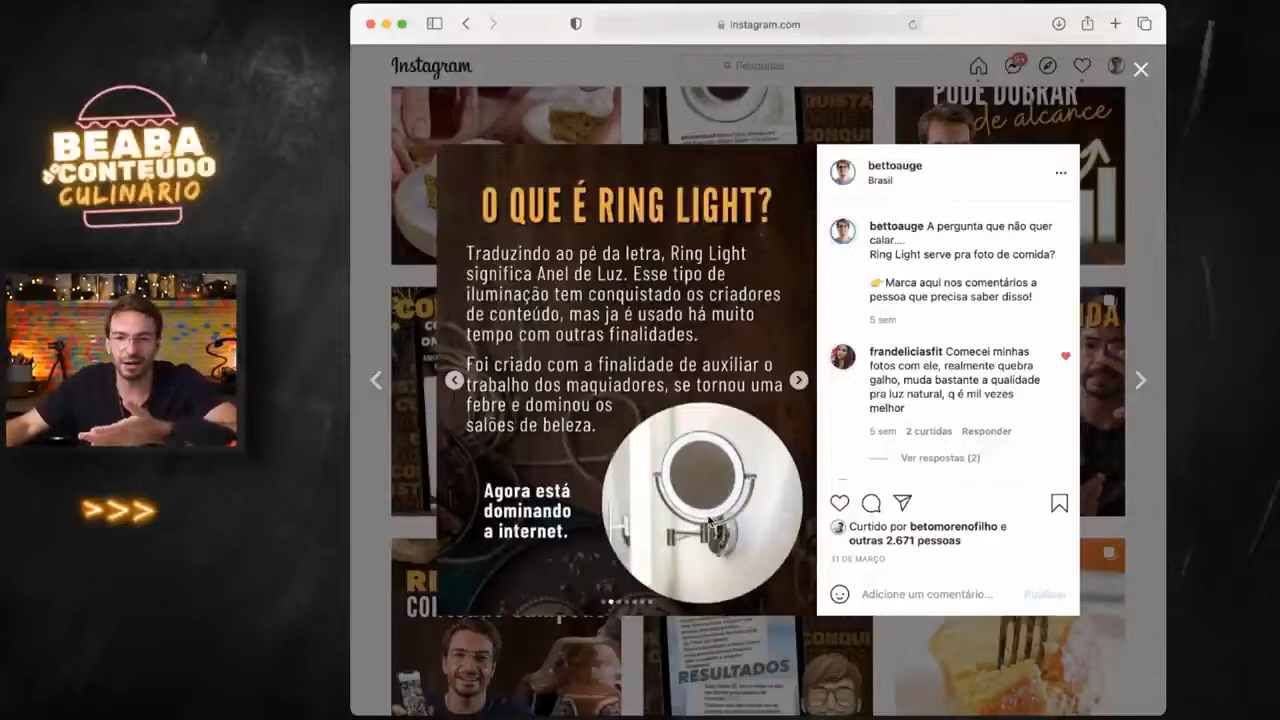 instagram.com
BEABA
CONTEÚDO
CULINÁRIO
>>>
Instagram
Pesquisar
PODE DOBRAR
de alcance
O QUE É RING LIGHT?
Traduzindo ao pé da letra, Ring Light
significa Anel de Luz. Esse tipo de
iluminação tem conquistado os criadores
de conteúdo, mas já é usado há muito
tempo com outras finalidades.
Foi criado com a finalidade de auxiliar o
trabalho dos maquiadores, se tornou uma
febre e dominou os
salões de beleza.
Agora está
dominando
a internet.
bettoauge
Brasil
bettoauge A pergunta que não quer
calar....
Ring Light serve pra foto de comida?
👉Marca aqui nos comentários a
pessoa que precisa saber disso!
5 sem
frandeliciasfit Comecei minhas
fotos com ele, realmente quebra
galho, muda bastante a qualidade
pra luz natural, q é mil vezes
melhor
5 sem 2 curtidas Responder
Ver respostas (2)
Curtido por betomorenofilho e
outras 2.671 pessoas
31 DE MARÇO
Adicione um comentário... Publicar
RESULTADOS